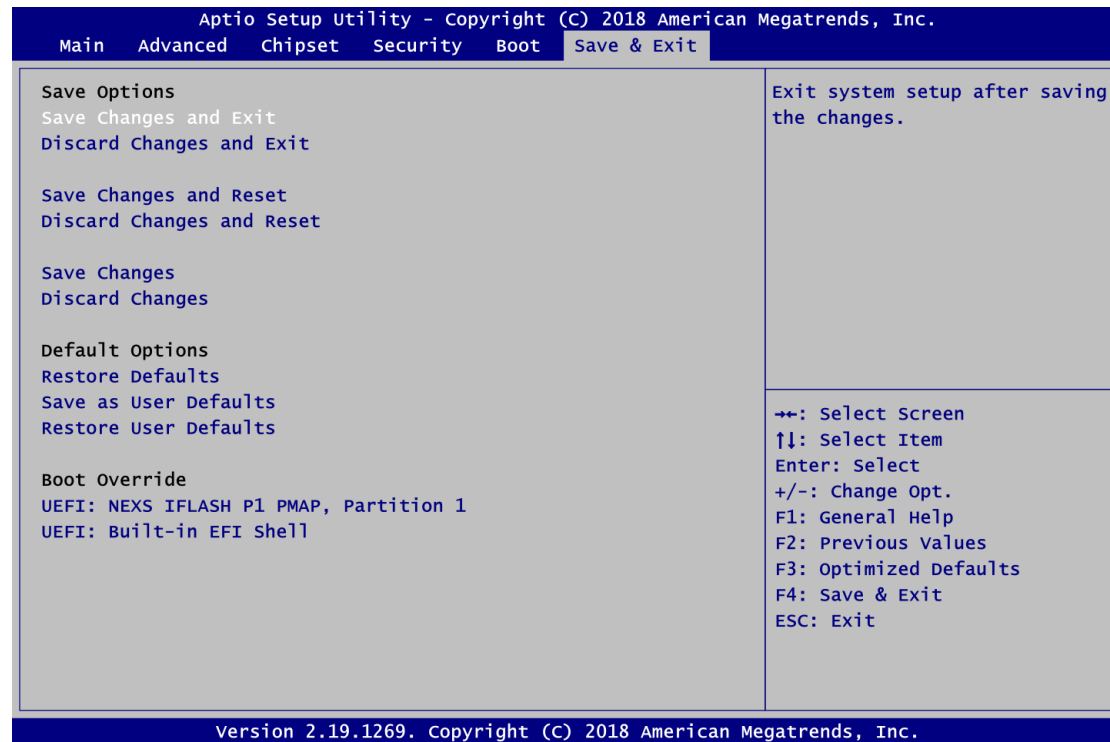 Aptio Setup Utility – Copyright (C) 2018 American Megatrends, Inc.
Main Advanced Chipset Security Boot Save & Exit
Save Options
Save Changes and Exit
Discard Changes and Exit
Save Changes and Reset
Discard Changes and Reset
Save Changes
Discard Changes
Default Options
Restore Defaults
Save as User Defaults
Restore User Defaults
Boot Override
UEFI: NEXS IFLASH P1 PMAP, Partition 1
UEFI: Built-in EFI Shell
Exit system setup after saving
the changes.
→←: Select Screen
↑↓: Select Item
Enter: Select
+/-: Change Opt.
F1: General Help
F2: Previous Values
F3: Optimized Defaults
F4: Save & Exit
ESC: Exit
Version 2.19.1269. Copyright (C) 2018 American Megatrends, Inc.